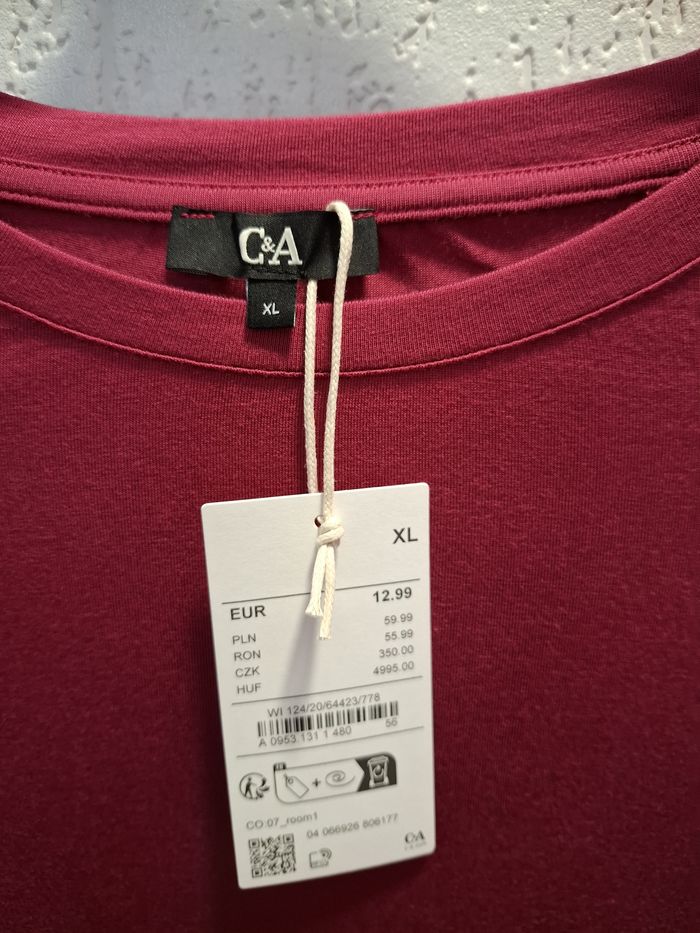 C&A
XL
XL
EUR 12.99
PLN 59.99
RON 55.99
CZK 350.00
HUF 4995.00
WI 124/20/64423/778
A 0953.131 1 480 56
+
CO:07_room1
04 066926 806177
C&A